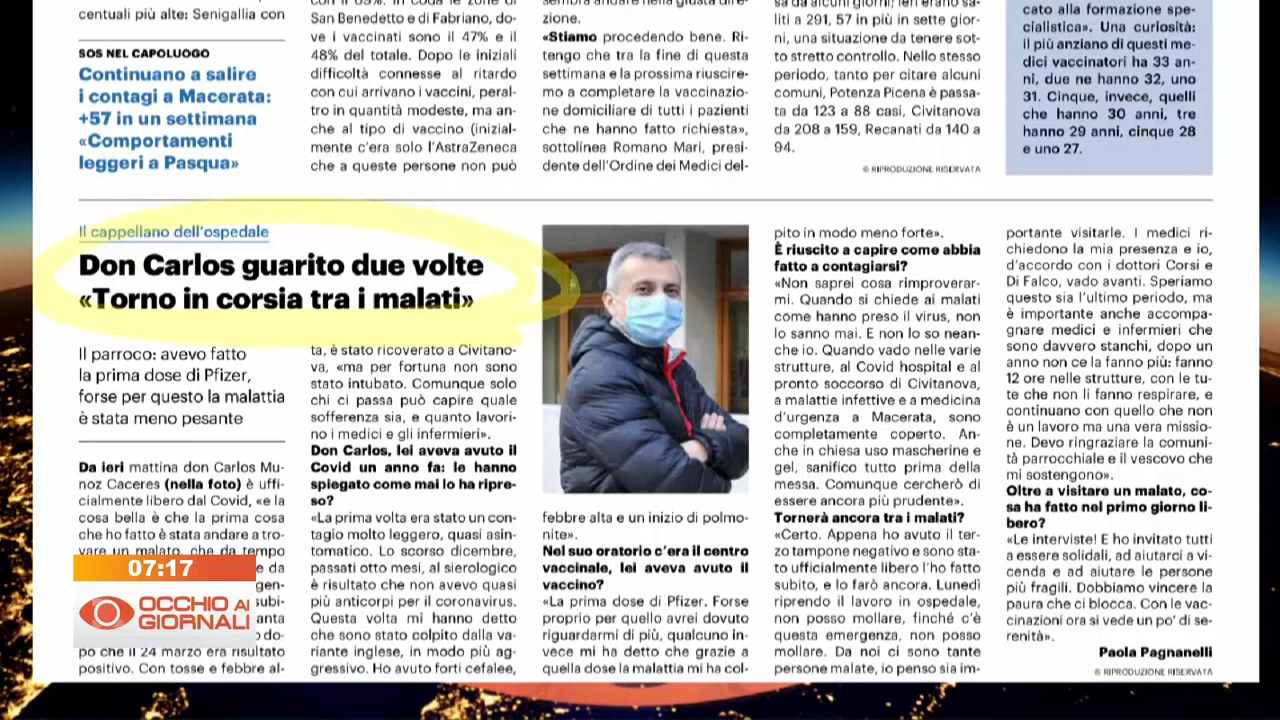 centuali più alte: Senigallia con
SOS NEL CAPOLUOGO
Continuano a salire
i contagi a Macerata:
+57 in un settimana
«Comportamenti
leggeri a Pasqua»
San Benedetto e di Fabriano, do-
ve i vaccinati sono il 47% e il
48% del totale. Dopo le iniziali
difficoltà connesse al ritardo
con cui arrivano i vaccini, peral-
tro in quantità modeste, ma an-
che al tipo di vaccino (inizial-
mente c'era solo l'AstraZeneca
che a queste persone non può
zione.
«Stiamo procedendo bene. Ri-
tengo che tra la fine di questa
settimana e la prossima riuscire-
mo a completare la vaccinazio-
ne domiciliare di tutti i pazienti
che ne hanno fatto richiesta»,
sottolinea Romano Mari, presi-
dente dell'Ordine dei Medici del-
sa da alcuni giorni; ieri erano sa-
liti a 291, 57 in più in sette gior-
ni, una situazione da tenere sot-
to stretto controllo. Nello stesso
periodo, tanto per citare alcuni
comuni, Potenza Picena è passa-
ta da 123 a 88 casi, Civitanova
da 208 a 159, Recanati da 140 a
94.
© RIPRODUZIONE RISERVATA
cato alla formazione spe-
cialistica». Una curiosità:
il più anziano di questi me-
dici vaccinatori ha 33 an-
ni, due ne hanno 32, uno
31. Cinque, invece, quelli
che hanno 30 anni, tre
hanno 29 anni, cinque 28
e uno 27.
Il cappellano dell'ospedale
Don Carlos guarito due volte
«Torno in corsia tra i malati»
Il parroco: avevo fatto
la prima dose di Pfizer,
forse per questo la malattia
è stata meno pesante
Da ieri mattina don Carlos Mu-
noz Caceres (nella foto) è uffi-
cialmente libero dal Covid, «e la
cosa bella è che la prima cosa
che ho fatto è stata andare a tro-
vare un malato, che da tempo
e da
gen-
subi-
anta
o do-
po che il 24 marzo era risultato
positivo. Con tosse e febbre al-
ta, è stato ricoverato a Civitano-
va, «ma per fortuna non sono
stato intubato. Comunque solo
chi ci passa può capire quale
sofferenza sia, e quanto lavori-
no i medici e gli infermieri».
Don Carlos, lei aveva avuto il
Covid un anno fa: le hanno
spiegato come mai lo ha ripre-
so?
«La prima volta era stato un con-
tagio molto leggero, quasi asin-
tomatico. Lo scorso dicembre,
passati otto mesi, al sierologico
è risultato che non avevo quasi
più anticorpi per il coronavirus.
Questa volta mi hanno detto
che sono stato colpito dalla va-
riante inglese, in modo più ag-
gressivo. Ho avuto forti cefalee,
febbre alta e un inizio di polmo-
nite».
Nel suo oratorio c'era il centro
vaccinale, lei aveva avuto il
vaccino?
«La prima dose di Pfizer. Forse
proprio per quello avrei dovuto
riguardarmi di più, qualcuno in-
vece mi ha detto che grazie a
quella dose la malattia mi ha col-
pito in modo meno forte».
È riuscito a capire come abbia
fatto a contagiarsi?
«Non saprei cosa rimproverar-
mi. Quando si chiede ai malati
come hanno preso il virus, non
lo sanno mai. E non lo so nean-
che io. Quando vado nelle varie
strutture, al Covid hospital e al
pronto soccorso di Civitanova,
a malattie infettive e a medicina
d'urgenza a Macerata, sono
completamente coperto. An-
che in chiesa uso mascherine e
gel, sanifico tutto prima della
messa. Comunque cercherò di
essere ancora più prudente».
Tornerà ancora tra i malati?
«Certo. Appena ho avuto il ter-
zo tampone negativo e sono sta-
to ufficialmente libero l'ho fatto
subito, e lo farò ancora. Lunedì
riprendo il lavoro in ospedale,
non posso mollare, finché c'è
questa emergenza, non posso
mollare. Da noi ci sono tante
persone malate, io penso sia im-
portante visitarle. I medici ri-
chiedono la mia presenza e io,
d'accordo con i dottori Corsi e
Di Falco, vado avanti. Speriamo
questo sia l'ultimo periodo, ma
è importante anche accompa-
gnare medici e infermieri che
sono davvero stanchi, dopo un
anno non ce la fanno più: fanno
12 ore nelle strutture, con le tu-
te che non li fanno respirare, e
continuano con quello che non
è un lavoro ma una vera missio-
ne. Devo ringraziare la comuni-
tà parrocchiale e il vescovo che
mi sostengono».
Oltre a visitare un malato, co-
sa ha fatto nel primo giorno li-
bero?
«Le interviste! E ho invitato tutti
a essere solidali, ad aiutarci a vi-
cenda e ad aiutare le persone
più fragili. Dobbiamo vincere la
paura che ci blocca. Con le vac-
cinazioni ora si vede un po' di se-
renità».
Paola Pagnanelli
© RIPRODUZIONE RISERVATA
07:17
OCCHIO AI
GIORNALI